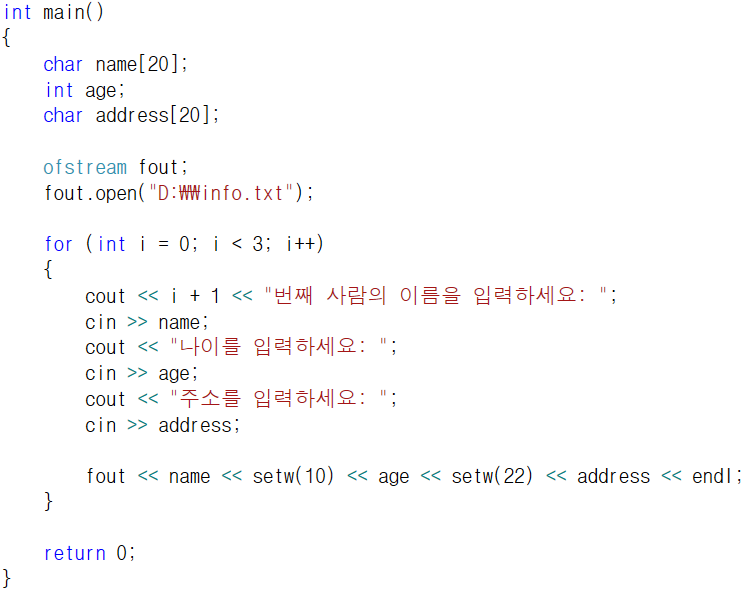 int main()
{
    char name[20];
    int age;
    char address[20];

    ofstream fout;
    fout.open("D:₩₩info.txt");

    for (int i = 0; i < 3; i++)
    {
        cout << i + 1 << "번째 사람의 이름을 입력하세요: ";
        cin >> name;
        cout << "나이를 입력하세요: ";
        cin >> age;
        cout << "주소를 입력하세요: ";
        cin >> address;

        fout << name << setw(10) << age << setw(22) << address << endl;
    }

    return 0;
}